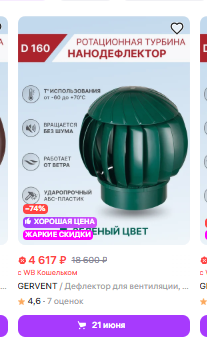 D 160
РОТАЦИОННАЯ ТУРБИНА
НАНОДЕФЛЕКТОР
T° ИСПОЛЬЗОВАНИЯ
от -60 до +70°C
ВРАЩАЕТСЯ
БЕЗ ШУМА
РАБОТАЕТ
ОТ ВЕТРА
УДАРОПРОЧНЫЙ
АБС-ПЛАСТИК
-74%
ХОРОШАЯ ЦЕНА
ЖАРКИЕ СКИДКИ
ЦВЕТ
4 617 ₽ 18 600 ₽
с WB Кошельком
GERVENT / Дефлектор для вентиляции, ...
4,6 · 7 оценок
21 июня